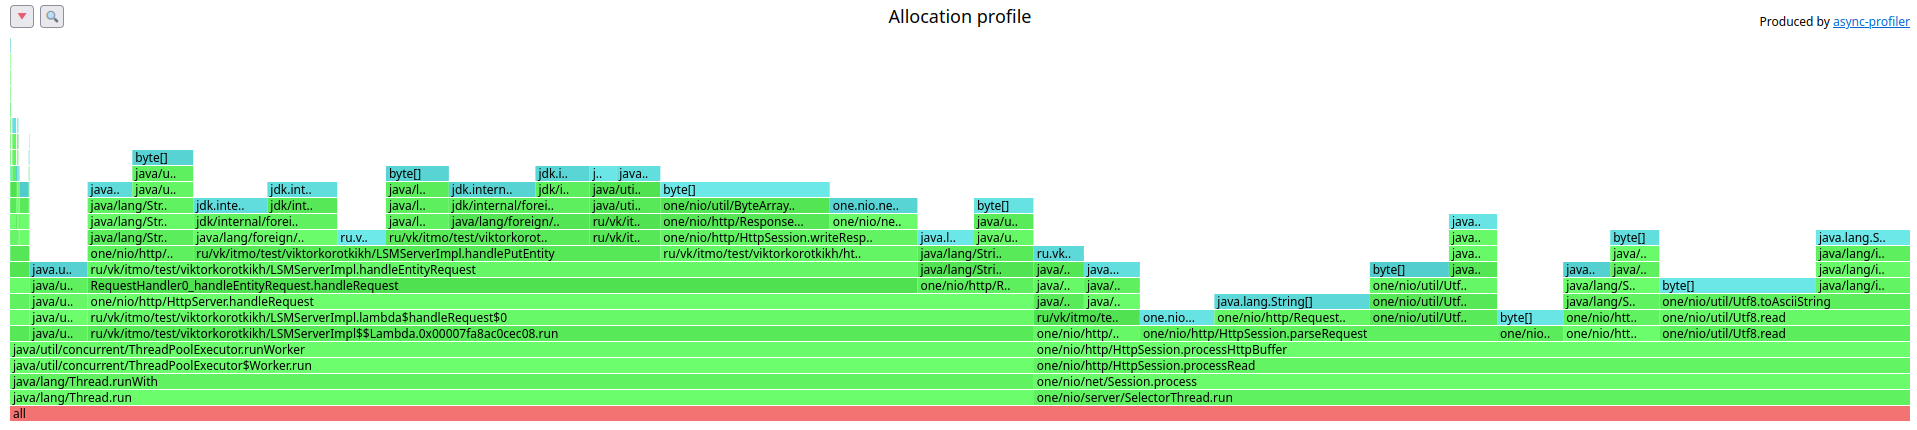 Allocation profile
Produced by async-profiler
byte[]
java/u..
byte[] jdk.i.. j.. java..
java.. java/u.. jdk.int.. java/l.. jdk.intern.. jdk/i.. java/uti.. byte[]
java/lang/Str.. jdk.inte.. jdk/int.. java/l.. jdk/internal/forei.. java/uti.. one/nio/util/ByteArray.. one.nio.ne.. byte[]
java/lang/Str.. jdk/internal/forei.. java/l.. java/lang/foreign/.. ru/vk/it.. one/nio/http/Response... one/nio/ne.. java/u.. java..
java/lang/Str.. java/lang/foreign/.. ru.v.. ru/vk/itmo/test/viktorkorot.. ru/vk/it.. one/nio/http/HttpSession.writeResp.. java.l.. java/u.. java.. byte[] java.lang.S..
one/nio/http/.. ru/vk/itmo/test/viktorkorotkikh/LSMServerImpl.handlePutEntity ru/vk/itmo/test/viktorkorotkikh/ht.. java/lang/Stri.. ru.vk.. java.. java/.. java/lang/i..
java.u.. ru/vk/itmo/test/viktorkorotkikh/LSMServerImpl.handleEntityRequest java/lang/Stri.. java/.. java... byte[] java.. java.. java/.. java/lang/i..
java/u.. RequestHandler0_handleEntityRequest.handleRequest one/nio/http/R.. java/.. java/.. one/nio/util/Utf.. java/lang/S.. byte[] java/lang/i..
java/u.. one/nio/http/HttpServer.handleRequest java/.. java/.. java.lang.String[] one/nio/util/Utf.. java/lang/S.. one/nio/util/Utf8.toAsciiString
java/u.. ru/vk/itmo/test/viktorkorotkikh/LSMServerImpl.lambda$handleRequest$0 ru/vk/itmo/te.. one.nio... one/nio/http/Request.. one/nio/util/Utf.. byte[] one/nio/htt.. one/nio/util/Utf8.read
java/u.. ru/vk/itmo/test/viktorkorotkikh/LSMServerImpl$$Lambda.0x00007fa8ac0cec08.run one/nio/http/.. one/nio/http/HttpSession.parseRequest one/nio.. one/nio/htt.. one/nio/util/Utf8.read
java/util/concurrent/ThreadPoolExecutor.runWorker one/nio/http/HttpSession.processHttpBuffer
java/util/concurrent/ThreadPoolExecutor$Worker.run one/nio/http/HttpSession.processRead
java/lang/Thread.runWith one/nio/net/Session.process
java/lang/Thread.run one/nio/server/SelectorThread.run
all